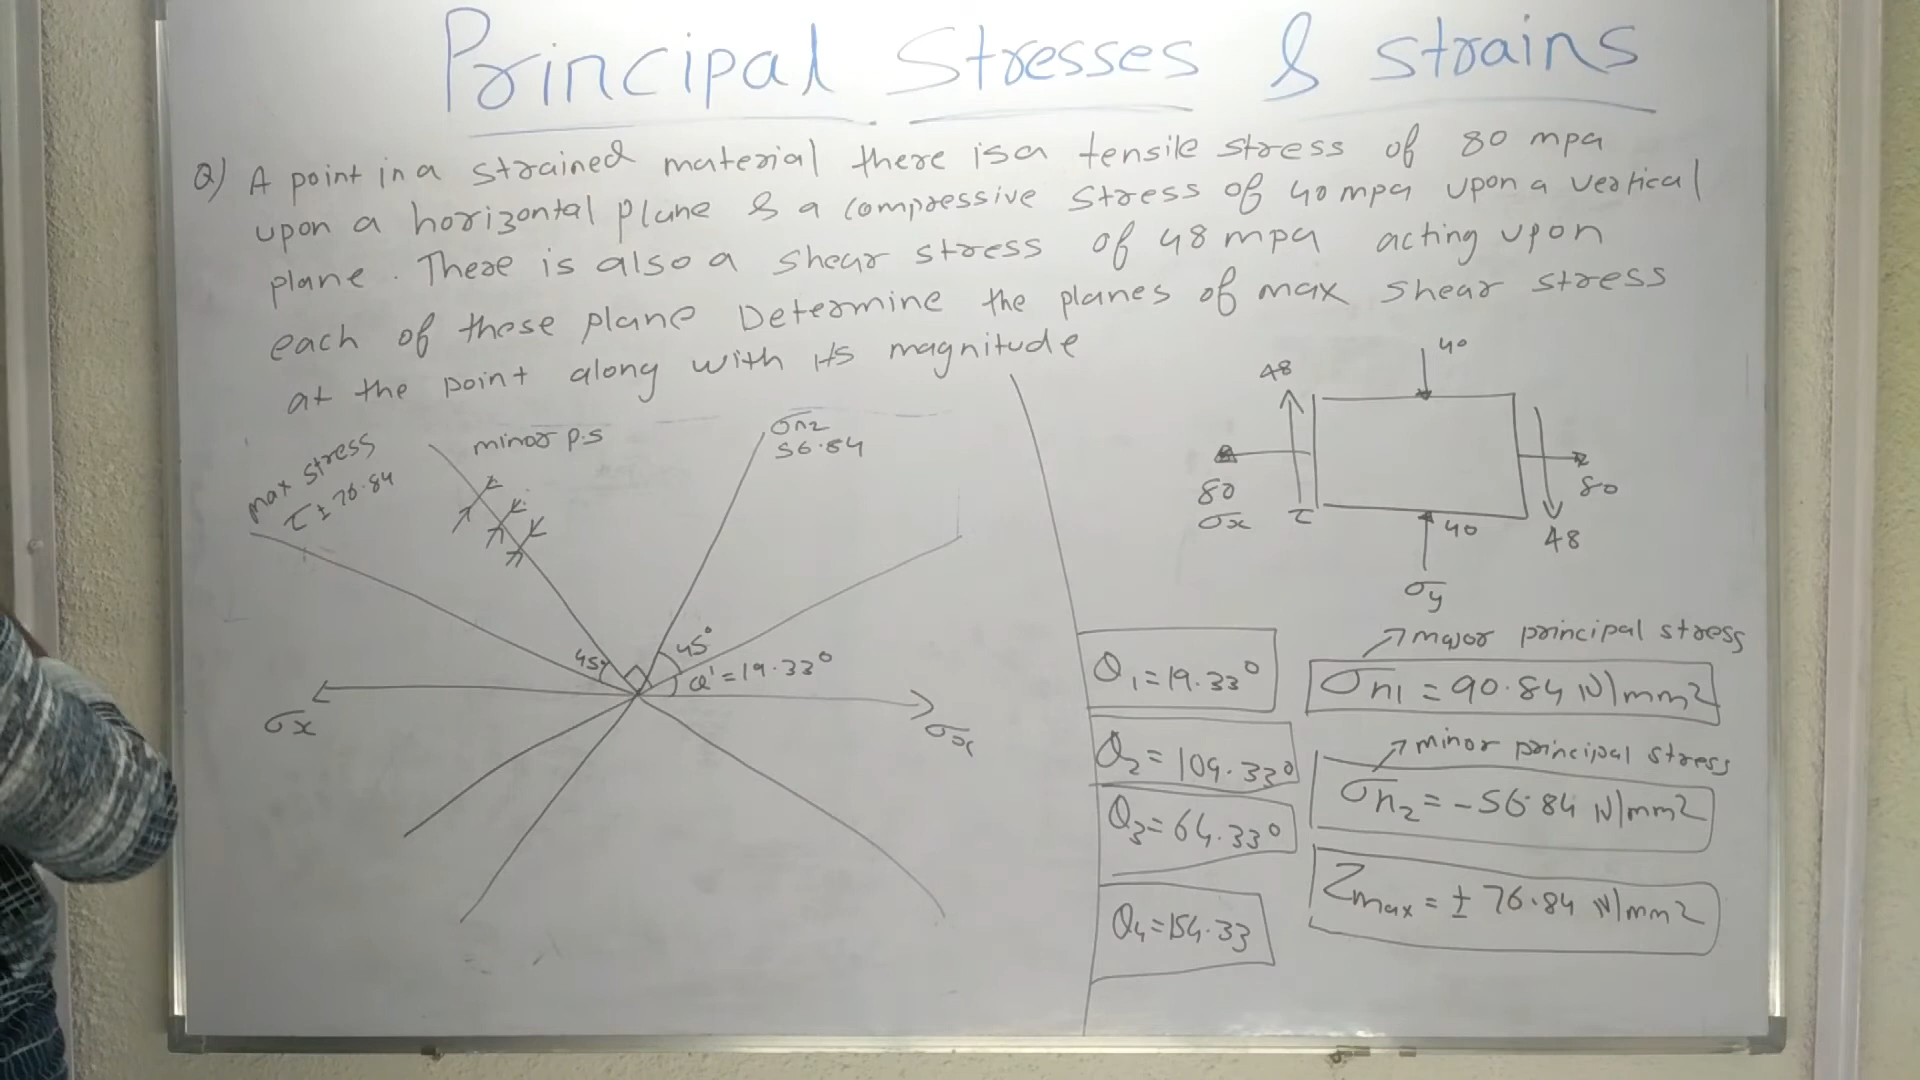 Principal Stresses & strains
Q) A point in a strained material there is a tensile stress of 80 mpa
upon a horizontal plane & a compressive stress of 40 mpa upon a vertical
plane. There is also a shear stress of 48 mpa acting upon
each of these plane Determine the planes of max shear stress
at the point along with its magnitude
max stress
τ ± 76.84
minor p.s
σn2
56.84
45°
45°
θ' = 19.33°
σx
σx
40
48
80
σx
τ
40
80
48
σy
θ1 = 19.33°
θ2 = 109.33°
θ3 = 64.33°
θ4 = 154.33
major principal stress
σn1 = 90.84 N/mm2
minor principal stress
σn2 = -56.84 N/mm2
Zmax = ± 76.84 N/mm2